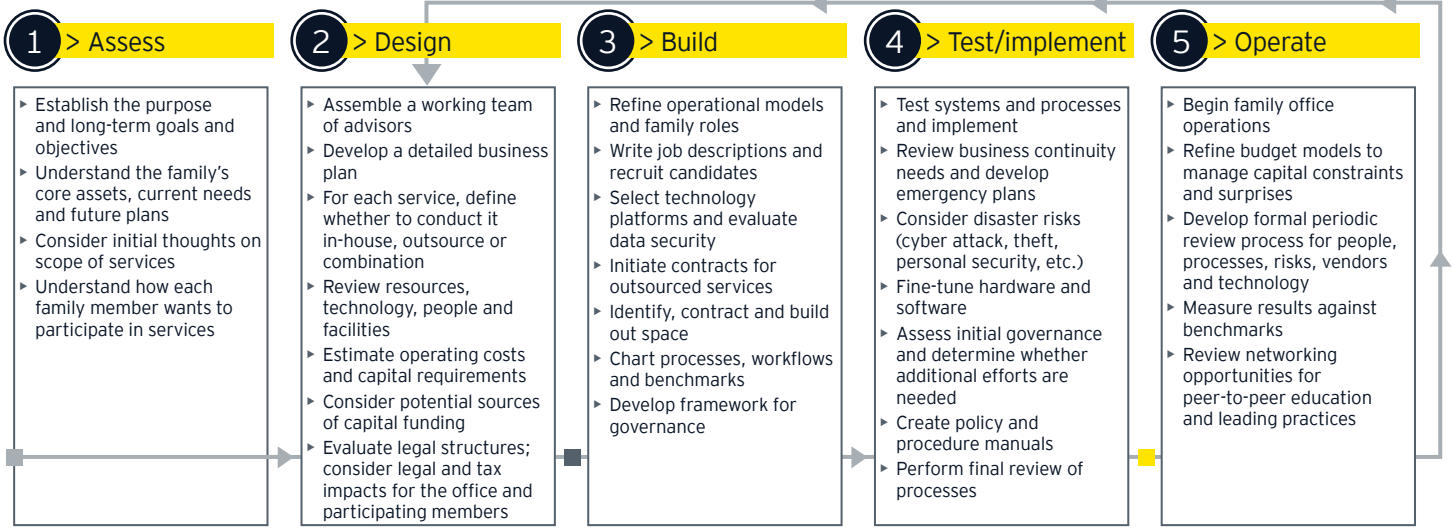 1 > Assess
▸ Establish the purpose
and long-term goals and
objectives
▸ Understand the family's
core assets, current needs
and future plans
▸ Consider initial thoughts on
scope of services
▸ Understand how each
family member wants to
participate in services
2 > Design
▸ Assemble a working team
of advisors
▸ Develop a detailed business
plan
▸ For each service, define
whether to conduct it
in-house, outsource or
combination
▸ Review resources,
technology, people and
facilities
▸ Estimate operating costs
and capital requirements
▸ Consider potential sources
of capital funding
▸ Evaluate legal structures;
consider legal and tax
impacts for the office and
participating members
3 > Build
▸ Refine operational models
and family roles
▸ Write job descriptions and
recruit candidates
▸ Select technology
platforms and evaluate
data security
▸ Initiate contracts for
outsourced services
▸ Identify, contract and build
out space
▸ Chart processes, workflows
and benchmarks
▸ Develop framework for
governance
4 > Test/implement
▸ Test systems and processes
and implement
▸ Review business continuity
needs and develop
emergency plans
▸ Consider disaster risks
(cyber attack, theft,
personal security, etc.)
▸ Fine-tune hardware and
software
▸ Assess initial governance
and determine whether
additional efforts are
needed
▸ Create policy and
procedure manuals
▸ Perform final review of
processes
5 > Operate
▸ Begin family office
operations
▸ Refine budget models to
manage capital constraints
and surprises
▸ Develop formal periodic
review process for people,
processes, risks, vendors
and technology
▸ Measure results against
benchmarks
▸ Review networking
opportunities for
peer-to-peer education
and leading practices